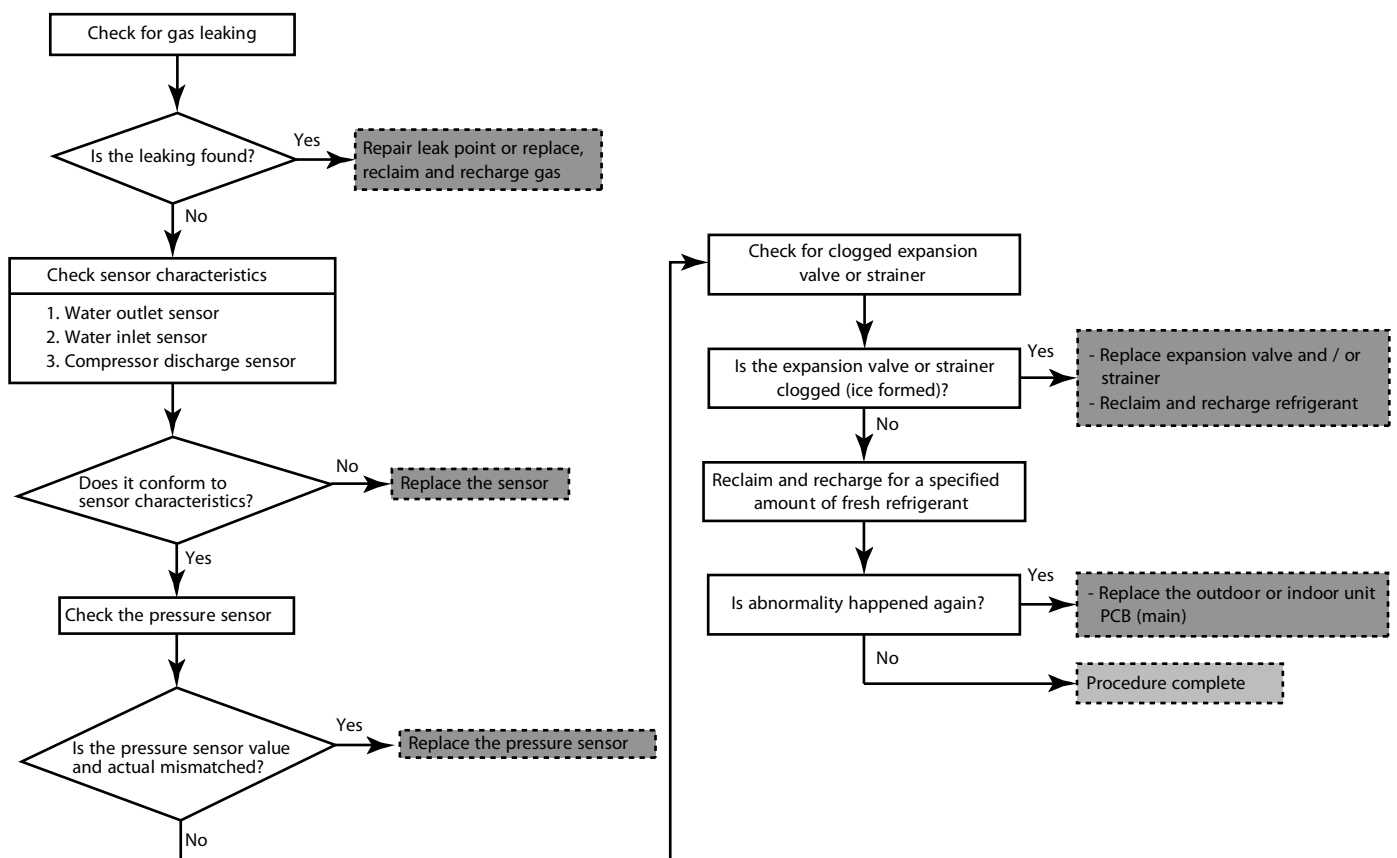 Check for gas leaking
Is the leaking found?
Yes
Repair leak point or replace,
reclaim and recharge gas
No
Check sensor characteristics
1. Water outlet sensor
2. Water inlet sensor
3. Compressor discharge sensor
Does it conform to
sensor characteristics?
No
Replace the sensor
Yes
Check the pressure sensor
Is the pressure sensor value
and actual mismatched?
Yes
Replace the pressure sensor
No
Check for clogged expansion
valve or strainer
Is the expansion valve or strainer
clogged (ice formed)?
Yes
- Replace expansion valve and / or
strainer
- Reclaim and recharge refrigerant
No
Reclaim and recharge for a specified
amount of fresh refrigerant
Is abnormality happened again?
Yes
- Replace the outdoor or indoor unit
PCB (main)
No
Procedure complete